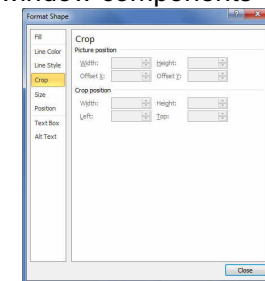 window components
Format Shape
Fill
Line Color
Line Style
Crop
Size
Position
Text Box
Alt Text
Crop
Picture position
Width: Height:
Offset X: Offset Y:
Crop position
Width: Height:
Left: Top:
Close